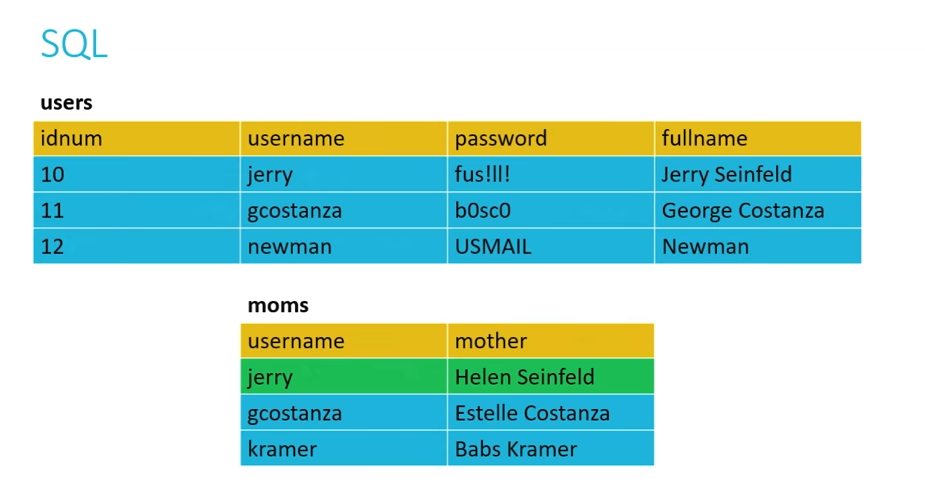 SQL
users
idnum username password fullname
10 jerry fus!ll! Jerry Seinfeld
11 gcostanza b0sc0 George Costanza
12 newman USMAIL Newman
moms
username mother
jerry Helen Seinfeld
gcostanza Estelle Costanza
kramer Babs Kramer